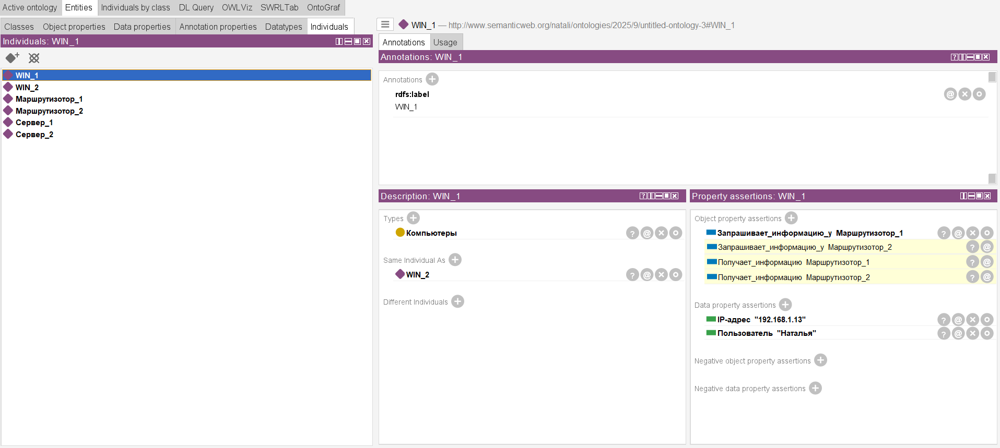 Active ontology Entities Individuals by class DL Query OWLViz SWRLTab OntoGraf
Classes Object properties Data properties Annotation properties Datatypes Individuals
Individuals: WIN_1
WIN_1
WIN_2
Маршрутизотор_1
Маршрутизотор_2
Сервер_1
Сервер_2
WIN_1 — http://www.semanticweb.org/natali/ontologies/2025/9/untitled-ontology-3#WIN_1
Annotations Usage
Annotations: WIN_1
Annotations
rdfs:label
WIN_1
Description: WIN_1
Types
Компьютеры
Same Individual As
WIN_2
Different Individuals
Property assertions: WIN_1
Object property assertions
Запрашивает_информацию_у Маршрутизотор_1
Запрашивает_информацию_у Маршрутизотор_2
Получает_информацию Маршрутизотор_1
Получает_информацию Маршрутизотор_2
Data property assertions
IP-адрес "192.168.1.13"
Пользователь "Наталья"
Negative object property assertions
Negative data property assertions